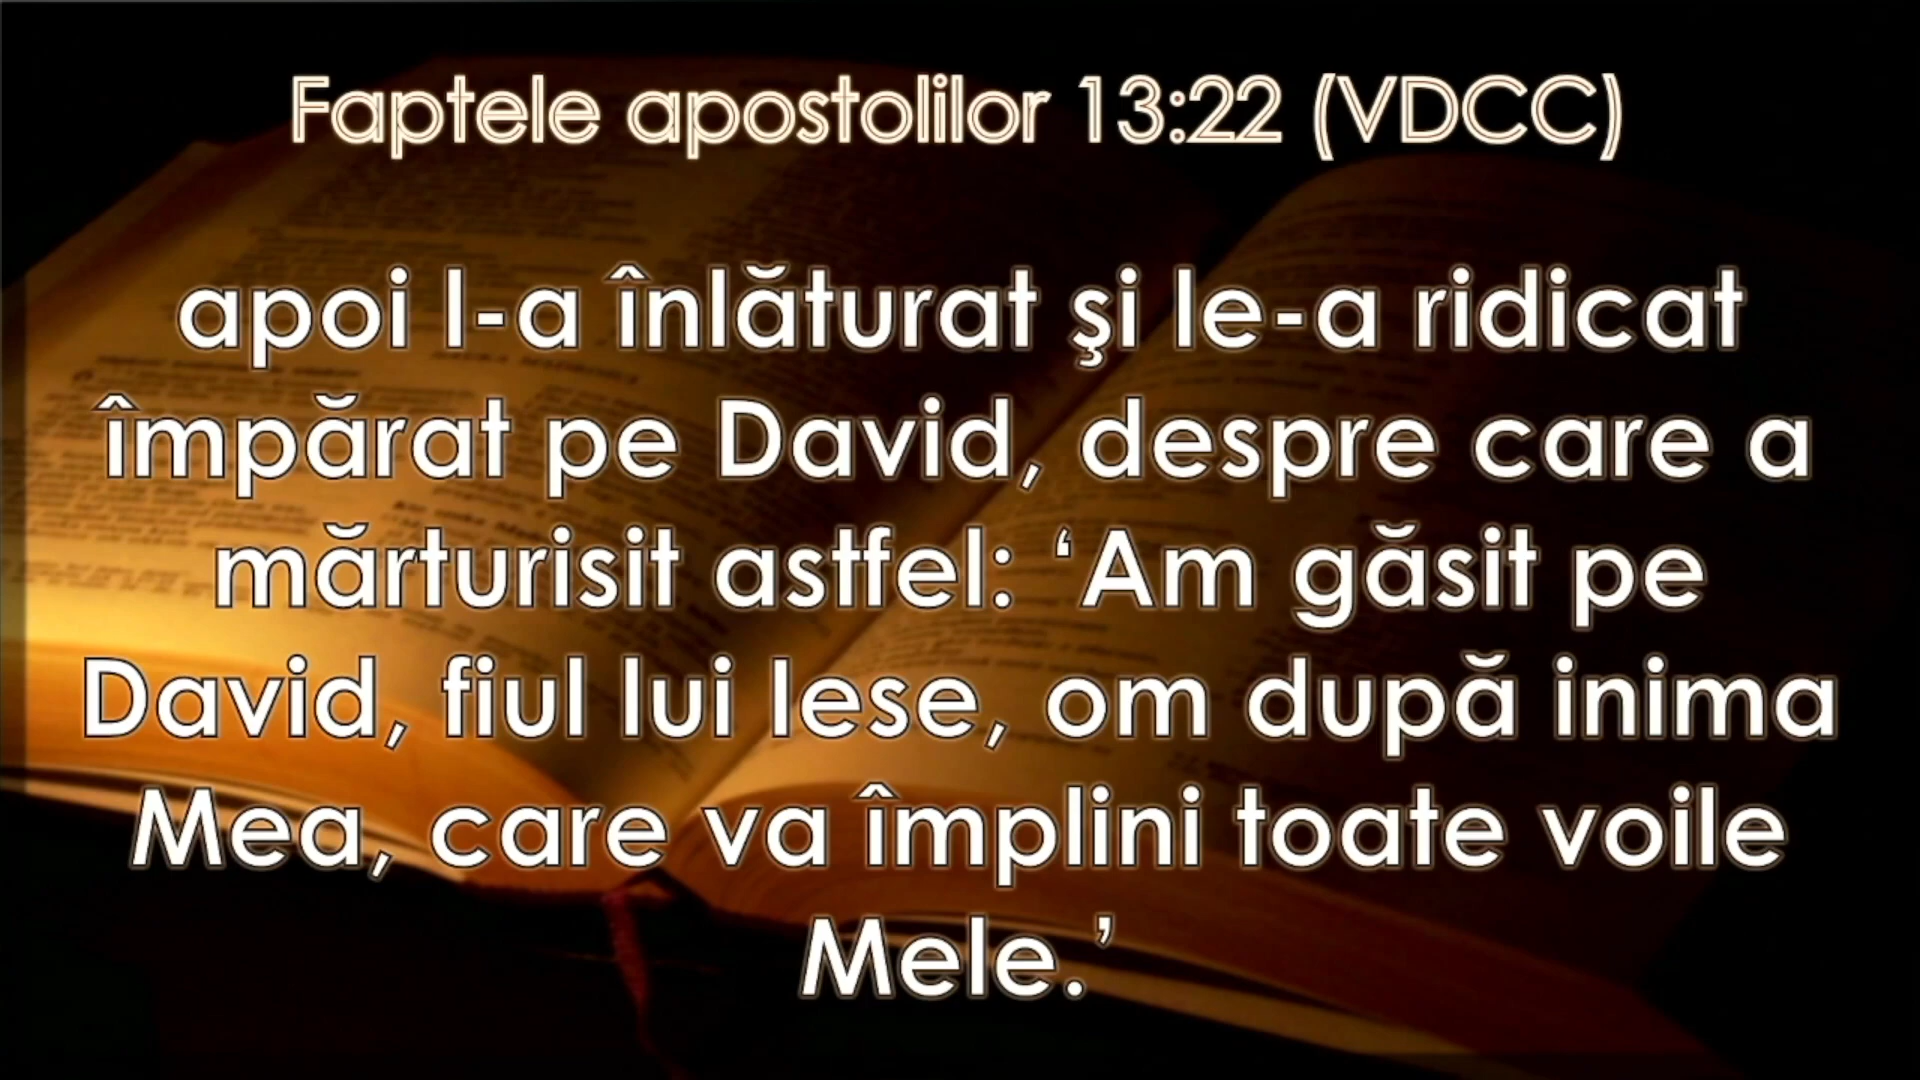 Faptele apostolilor 13:22 (VDCC)
apoi l-a înlăturat şi le-a ridicat
împărat pe David, despre care a
mărturisit astfel: ‘Am găsit pe
David, fiul lui Iese, om după inima
Mea, care va împlini toate voile
Mele.’